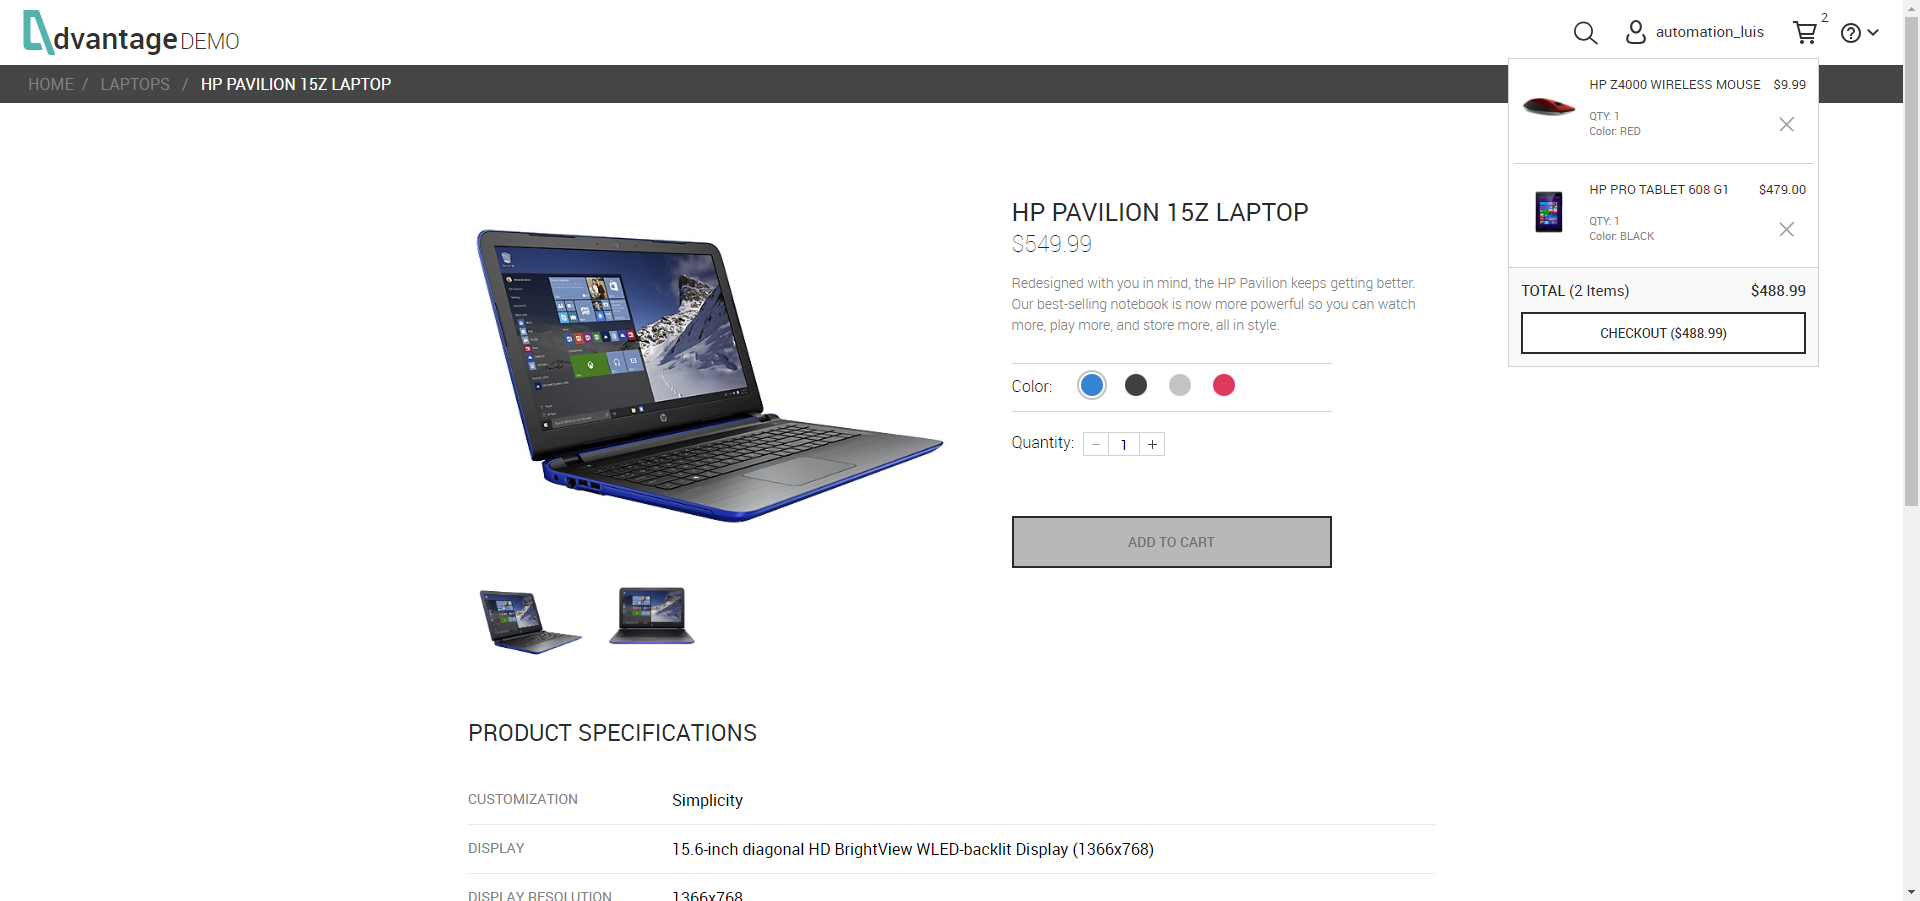 dvantage DEMO
automation_luis
2
HOME / LAPTOPS / HP PAVILION 15Z LAPTOP
HP Z4000 WIRELESS MOUSE $9.99
QTY: 1
Color: RED
HP PRO TABLET 608 G1 $479.00
QTY: 1
Color: BLACK
TOTAL (2 Items) $488.99
CHECKOUT ($488.99)
HP PAVILION 15Z LAPTOP
$549.99
Redesigned with you in mind, the HP Pavilion keeps getting better.
Our best-selling notebook is now more powerful so you can watch
more, play more, and store more, all in style.
Color:
Quantity: − 1 +
ADD TO CART
PRODUCT SPECIFICATIONS
CUSTOMIZATION Simplicity
DISPLAY 15.6-inch diagonal HD BrightView WLED-backlit Display (1366x768)
DISPLAY RESOLUTION 1366x768